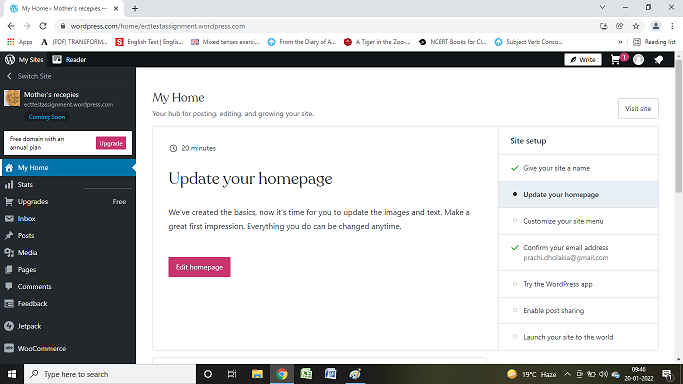 My Home ‹ Mother's recepies — W
wordpress.com/home/ecttestassignment.wordpress.com
Apps
(PDF) TRANSFORM...
English Test | Englis...
Mixed tenses exerci...
From the Diary of A...
A Tiger in the Zoo-...
NCERT Books for Cl...
Subject Verb Conco...
»
Reading list
My Sites
Reader
Write
1
Switch Site
Mother's recepies
ecttestassignment.wordpress.com
Coming Soon
Free domain with an
annual plan
Upgrade
My Home
Stats
Upgrades Free
Inbox
Posts
Media
Pages
Comments
Feedback
Jetpack
WooCommerce
My Home
Your hub for posting, editing, and growing your site.
Visit site
20 minutes
Update your homepage
We've created the basics, now it's time for you to update the images and text. Make a
great first impression. Everything you do can be changed anytime.
Edit homepage
Site setup
Give your site a name
Update your homepage
Customize your site menu
Confirm your email address
prachi.dholakia@gmail.com
Try the WordPress app
Enable post sharing
Launch your site to the world
Type here to search
19°C Haze
09:46
20-01-2022